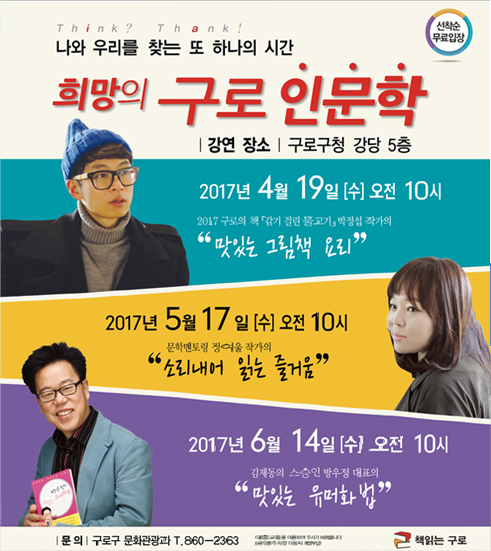 Think? Thank!
나와 우리를 찾는 또 하나의 시간
선착순
무료입장
희망의 구로 인문학
| 강연 장소 | 구로구청 강당 5층
2017년 4월 19일 [수] 오전 10시
2017 구로의 책 『감기 걸린 물고기』 박정섭 작가의
“맛있는 그림책 요리”
2017년 5월 17일 [수] 오전 10시
문학멘토링 정여울 작가의
“소리내어 읽는 즐거움”
2017년 6월 14일 [수] 오전 10시
김제동의 스승인 방우정 대표의
“맛있는 유머화법”
| 문의 | 구로구 문화관광과 T.860-2363
책읽는 구로